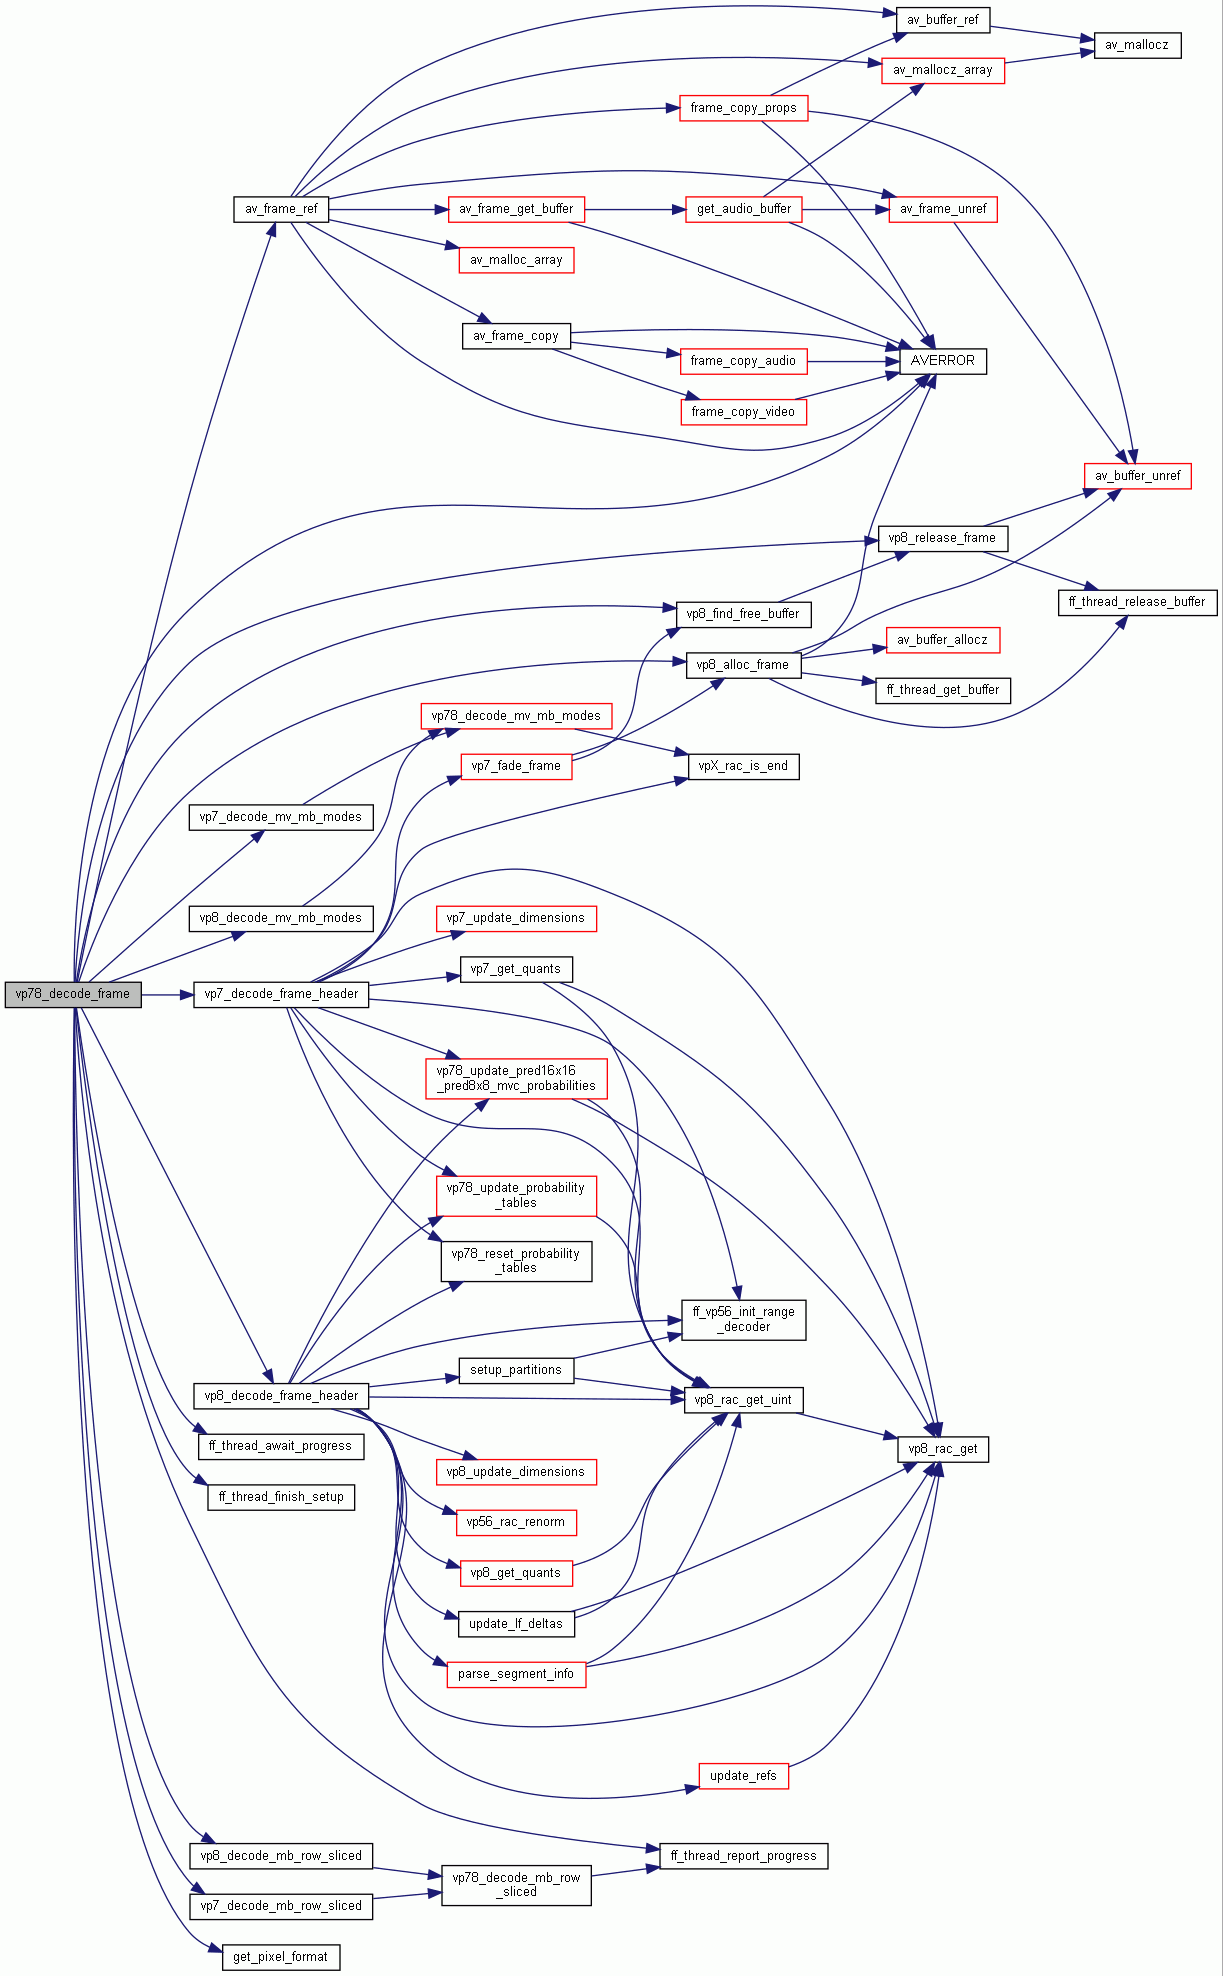 av_buffer_ref
av_mallocz
av_mallocz_array
frame_copy_props
av_frame_ref
av_frame_get_buffer
get_audio_buffer
av_frame_unref
av_malloc_array
av_frame_copy
frame_copy_audio
AVERROR
frame_copy_video
av_buffer_unref
vp8_release_frame
ff_thread_release_buffer
vp8_find_free_buffer
av_buffer_allocz
vp8_alloc_frame
ff_thread_get_buffer
vp78_decode_mv_mb_modes
vp7_fade_frame
vpX_rac_is_end
vp7_decode_mv_mb_modes
vp8_decode_mv_mb_modes
vp7_update_dimensions
vp7_get_quants
vp78_decode_frame
vp7_decode_frame_header
vp78_update_pred16x16
_pred8x8_mvc_probabilities
vp78_update_probability
_tables
vp78_reset_probability
_tables
ff_vp56_init_range
_decoder
setup_partitions
vp8_decode_frame_header
vp8_rac_get_uint
ff_thread_await_progress
vp8_rac_get
vp8_update_dimensions
ff_thread_finish_setup
vp56_rac_renorm
vp8_get_quants
update_lf_deltas
parse_segment_info
update_refs
vp8_decode_mb_row_sliced
ff_thread_report_progress
vp78_decode_mb_row
_sliced
vp7_decode_mb_row_sliced
get_pixel_format